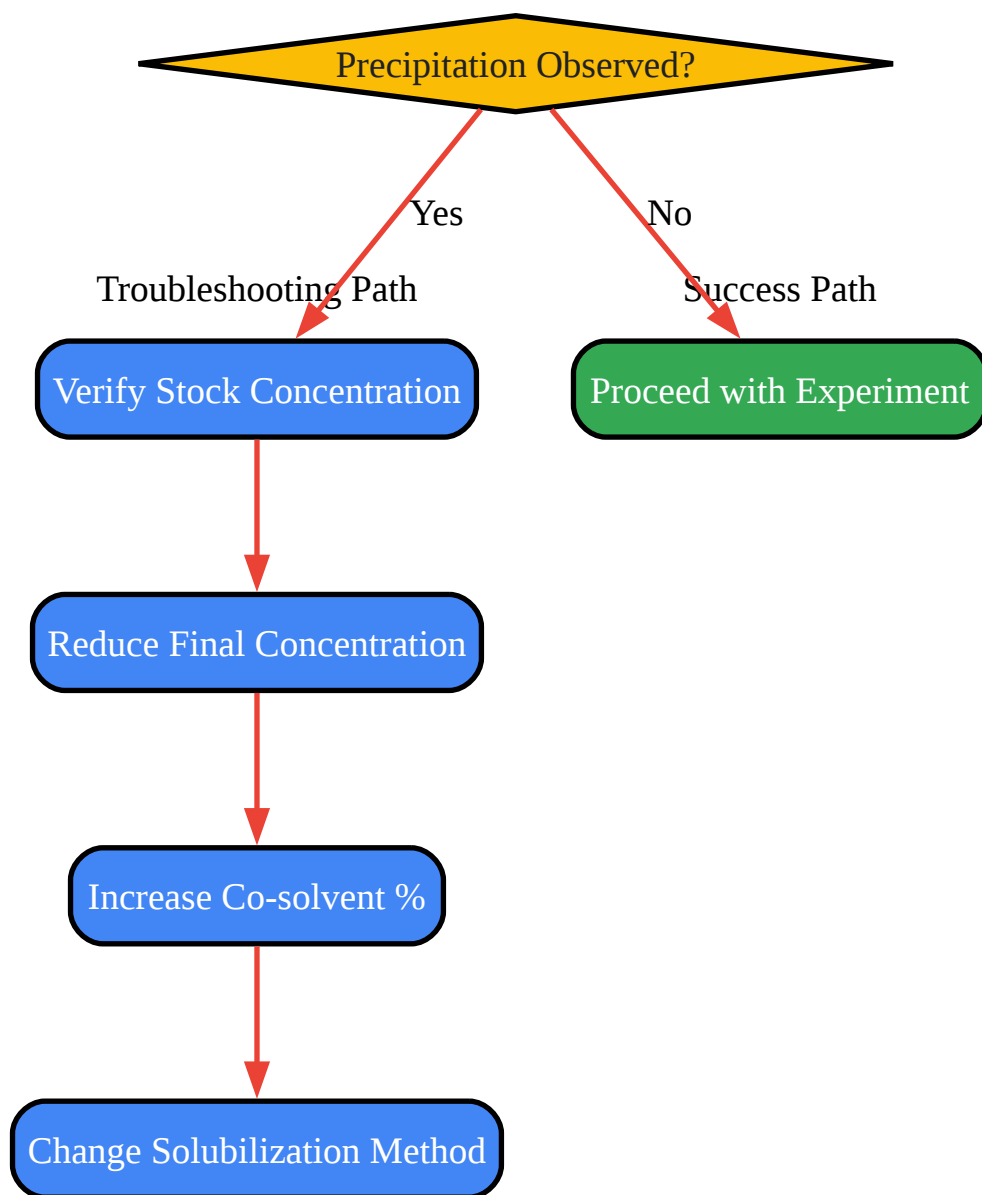 Precipitation Observed?
Yes
No
Troubleshooting Path
Success Path
Verify Stock Concentration
Proceed with Experiment
Reduce Final Concentration
Increase Co-solvent %
Change Solubilization Method